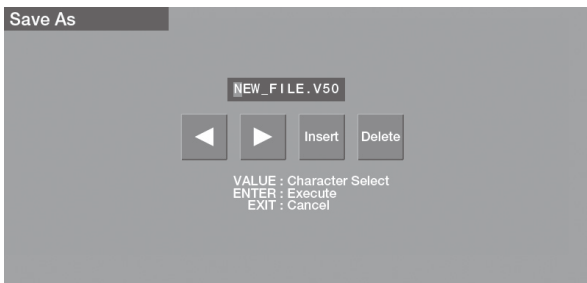 Save As
NEW_FILE.V50
Insert Delete
VALUE : Character Select
ENTER : Execute
EXIT : Cancel